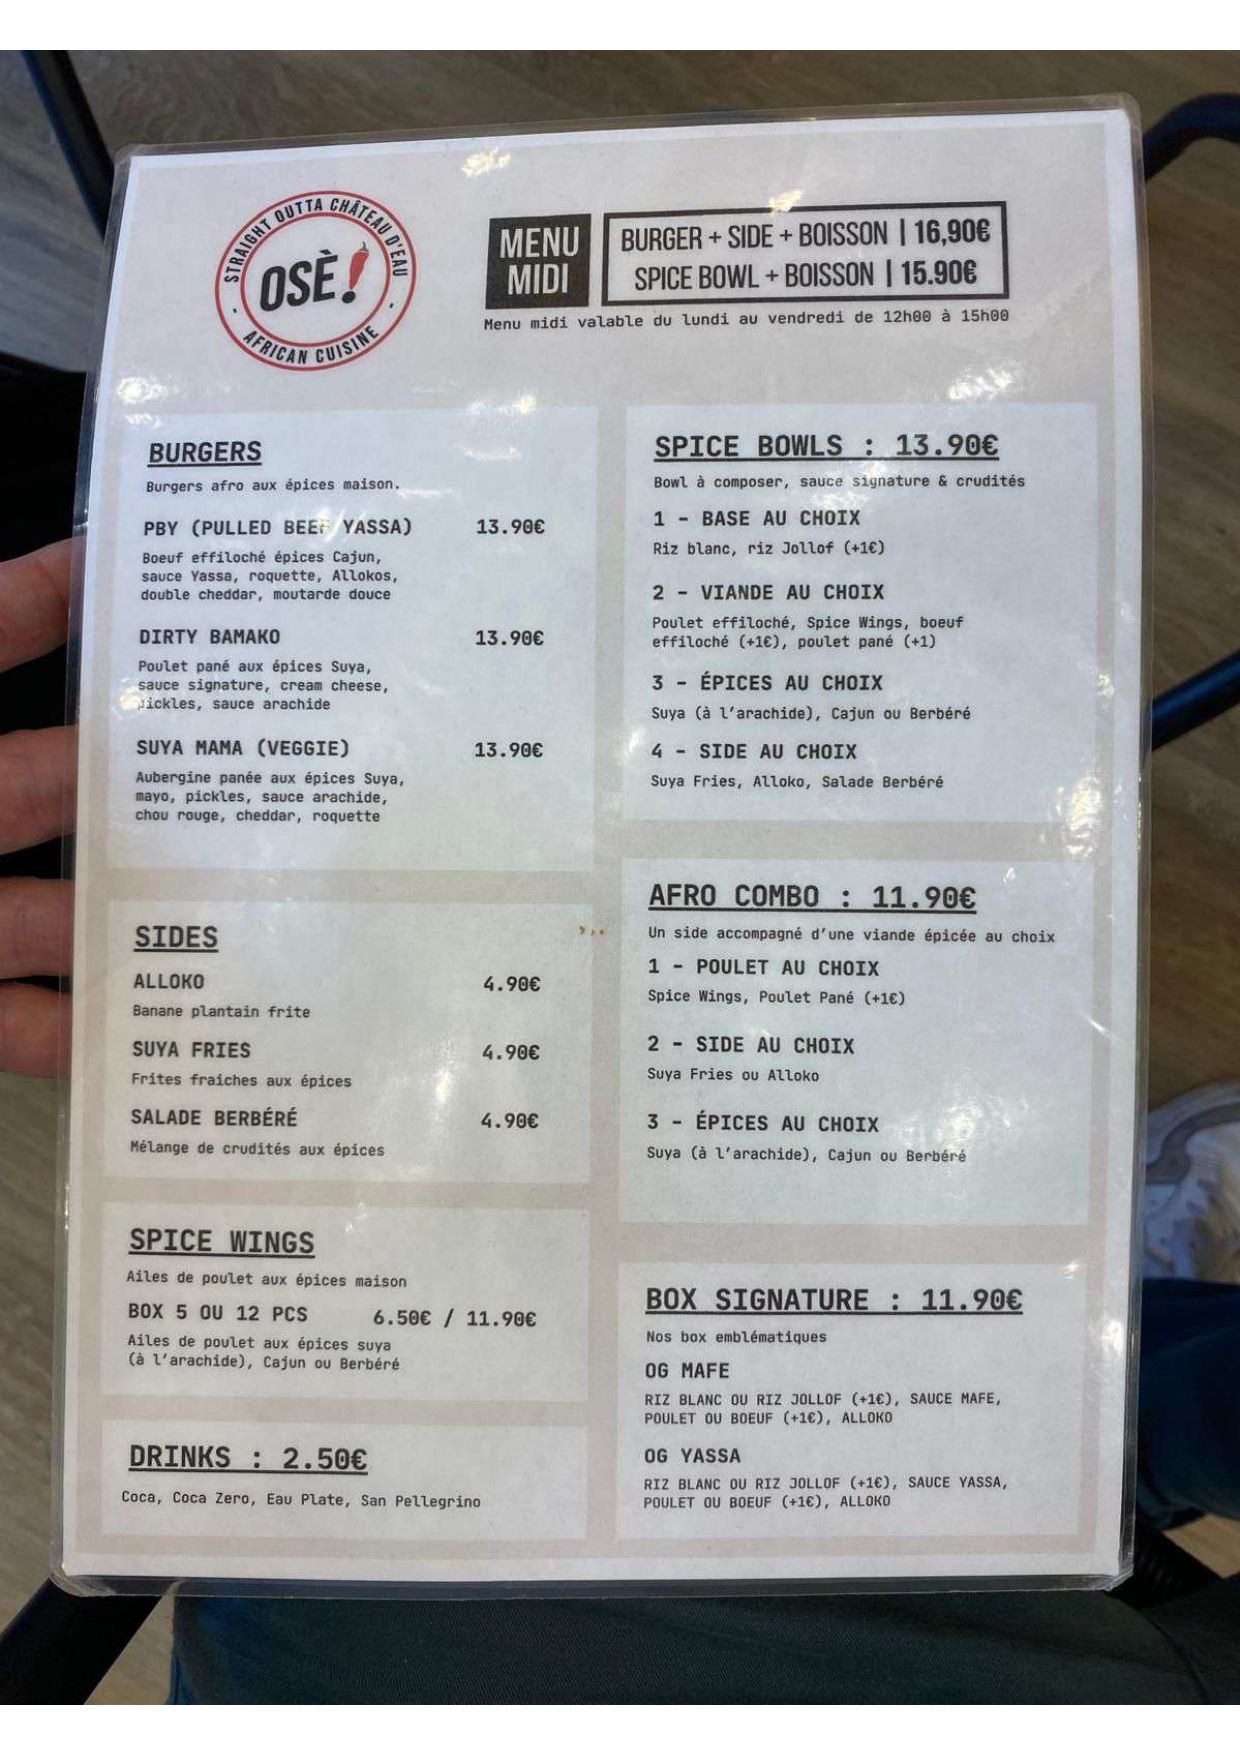 STRAIGHT OUTTA CHÂTEAU D'EAU
OSÈ!
AFRICAN CUISINE
MENU
MIDI
BURGER + SIDE + BOISSON | 16,90€
SPICE BOWL + BOISSON | 15.90€
Menu midi valable du lundi au vendredi de 12h00 à 15h00
BURGERS
Burgers afro aux épices maison.
PBY (PULLED BEEF YASSA) 13.90€
Boeuf effiloché épices Cajun,
sauce Yassa, roquette, Allokos,
double cheddar, moutarde douce
DIRTY BAMAKO 13.90€
Poulet pané aux épices Suya,
sauce signature, cream cheese,
pickles, sauce arachide
SUYA MAMA (VEGGIE) 13.90€
Aubergine panée aux épices Suya,
mayo, pickles, sauce arachide,
chou rouge, cheddar, roquette
SIDES
ALLOKO 4.90€
Banane plantain frite
SUYA FRIES 4.90€
Frites fraiches aux épices
SALADE BERBÉRÉ 4.90€
Mélange de crudités aux épices
SPICE WINGS
Ailes de poulet aux épices maison
BOX 5 OU 12 PCS 6.50€ / 11.90€
Ailes de poulet aux épices suya
(à l'arachide), Cajun ou Berbéré
DRINKS : 2.50€
Coca, Coca Zero, Eau Plate, San Pellegrino
SPICE BOWLS : 13.90€
Bowl à composer, sauce signature & crudités
1 - BASE AU CHOIX
Riz blanc, riz Jollof (+1€)
2 - VIANDE AU CHOIX
Poulet effiloché, Spice Wings, boeuf
effiloché (+1€), poulet pané (+1)
3 - ÉPICES AU CHOIX
Suya (à l'arachide), Cajun ou Berbéré
4 - SIDE AU CHOIX
Suya Fries, Alloko, Salade Berbéré
AFRO COMBO : 11.90€
Un side accompagné d'une viande épicée au choix
1 - POULET AU CHOIX
Spice Wings, Poulet Pané (+1€)
2 - SIDE AU CHOIX
Suya Fries ou Alloko
3 - ÉPICES AU CHOIX
Suya (à l'arachide), Cajun ou Berbéré
BOX SIGNATURE : 11.90€
Nos box emblématiques
OG MAFE
RIZ BLANC OU RIZ JOLLOF (+1€), SAUCE MAFE,
POULET OU BOEUF (+1€), ALLOKO
OG YASSA
RIZ BLANC OU RIZ JOLLOF (+1€), SAUCE YASSA,
POULET OU BOEUF (+1€), ALLOKO